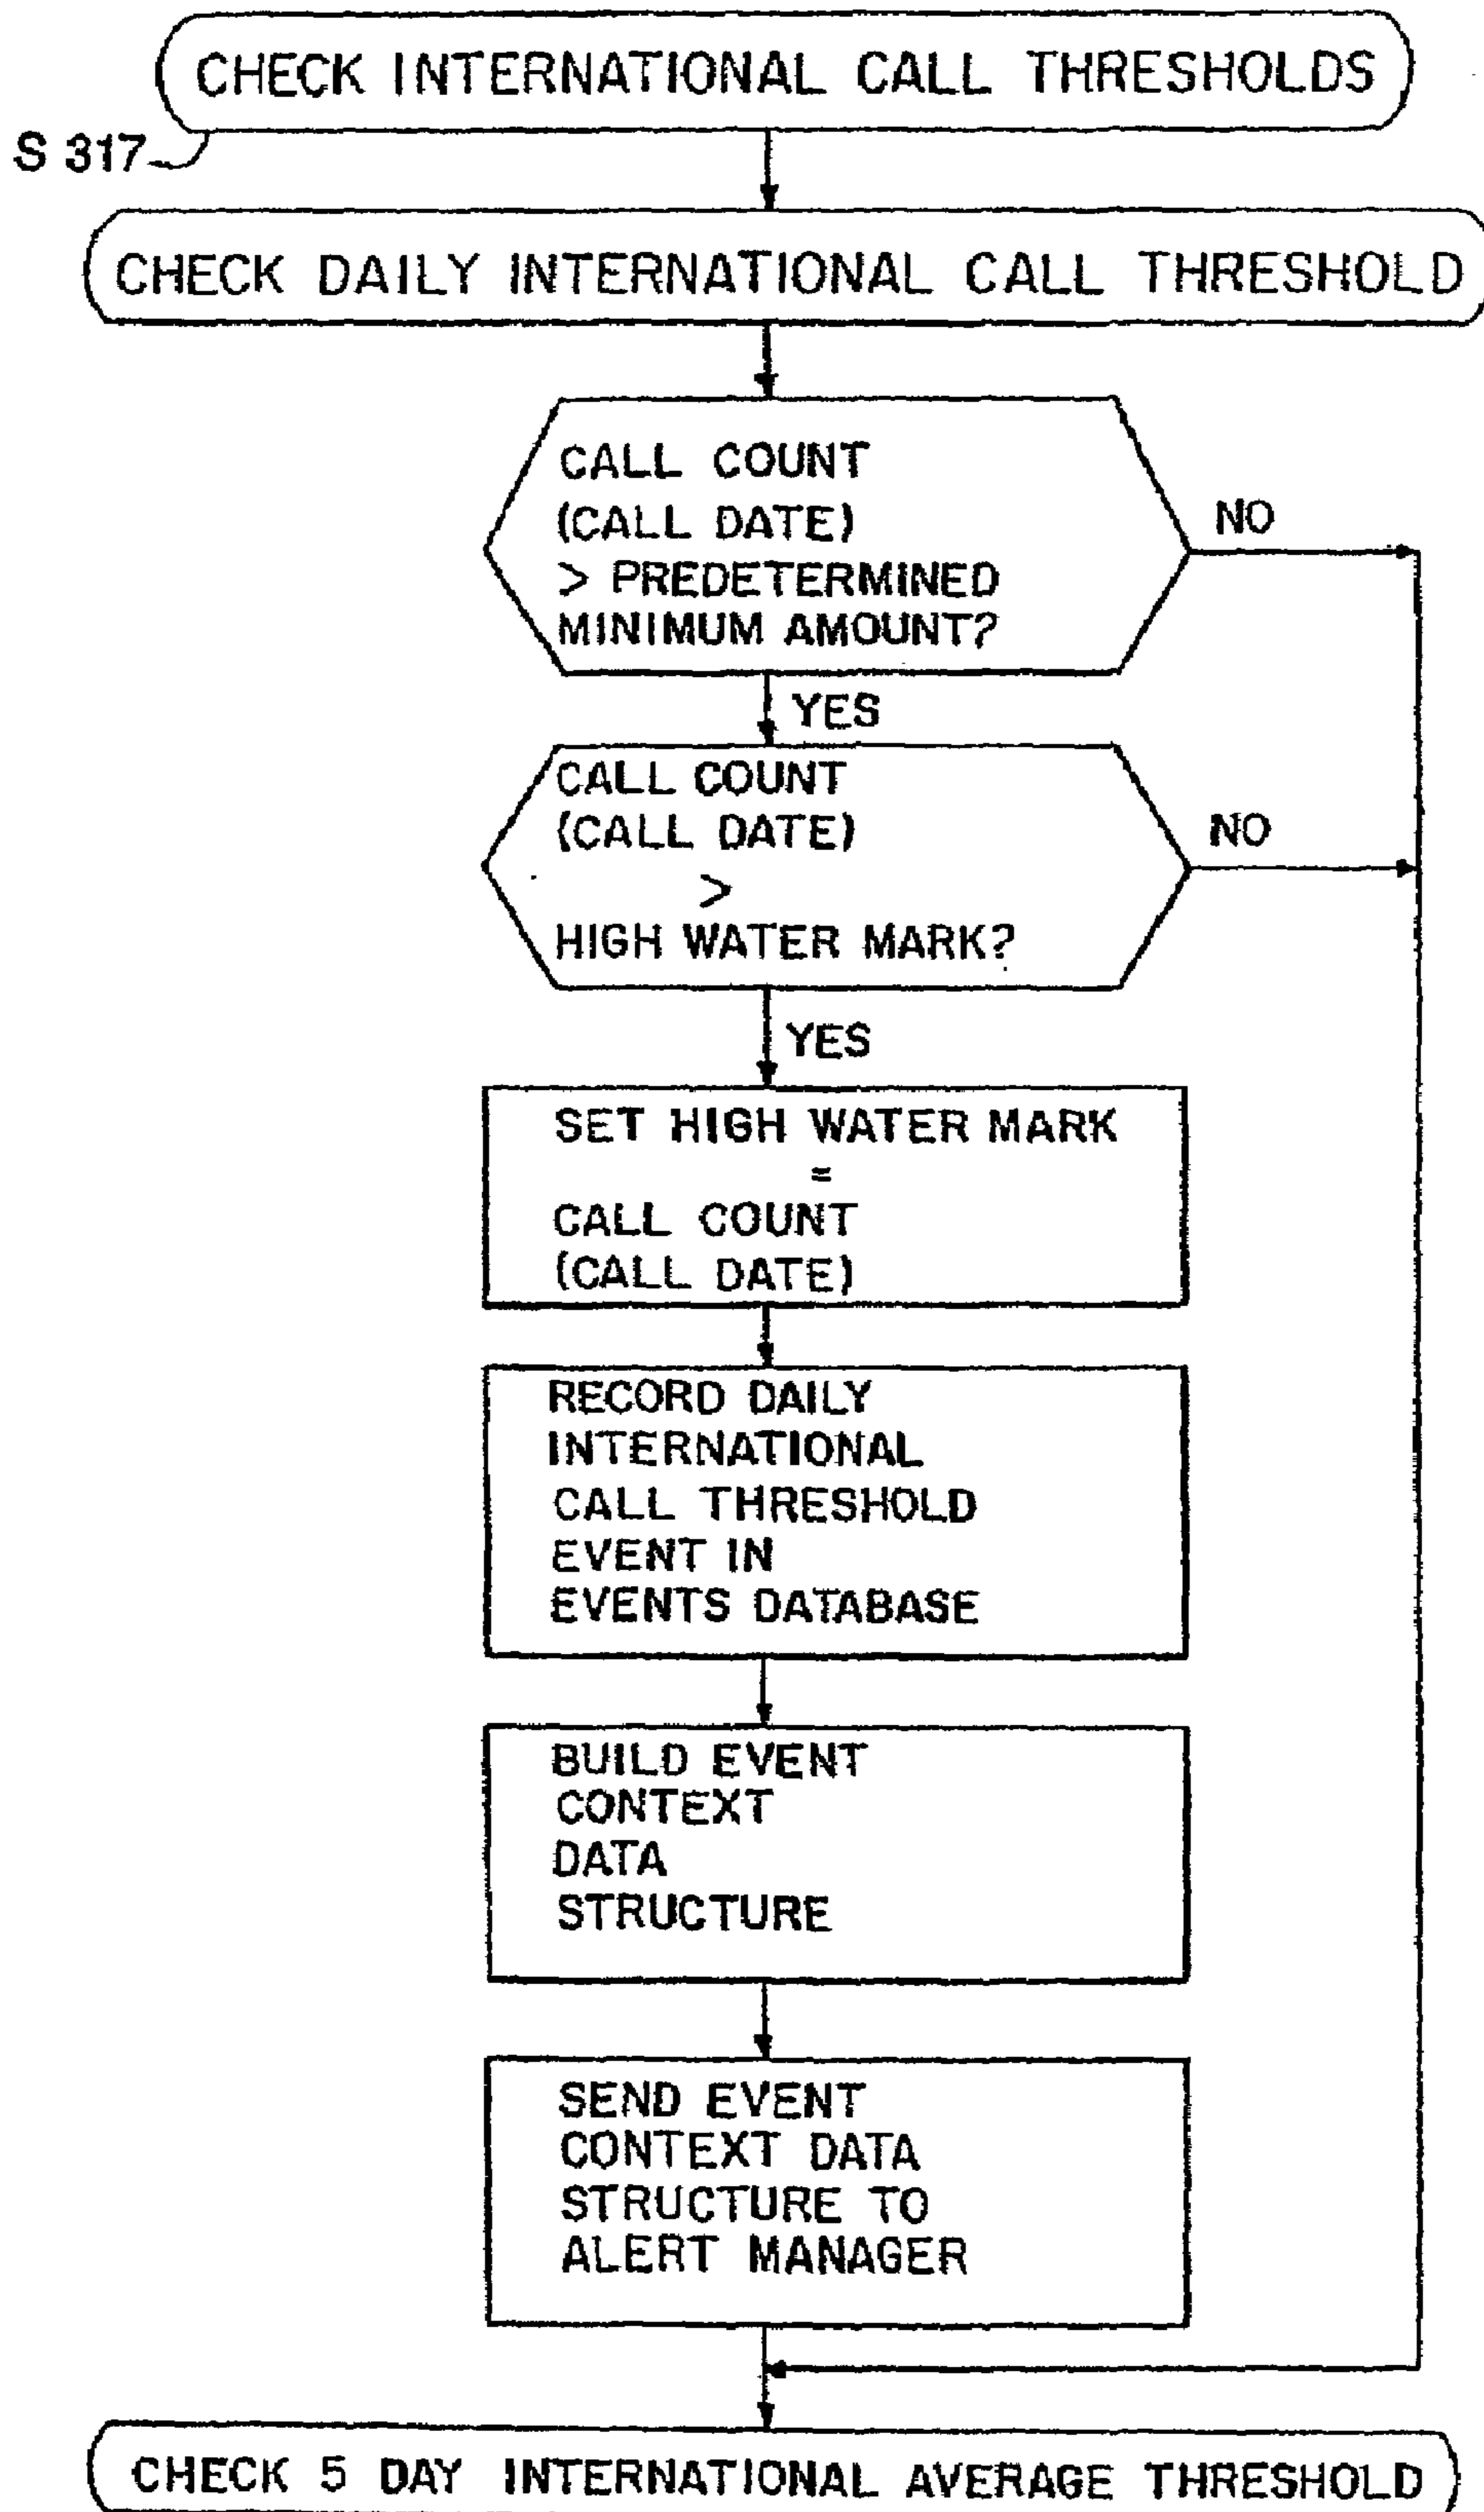 CHECK INTERNATIONAL CALL THRESHOLDS
S 317
CHECK DAILY INTERNATIONAL CALL THRESHOLD
CALL COUNT
(CALL DATE)
> PREDETERMINED
MINIMUM AMOUNT?
NO
YES
CALL COUNT
(CALL DATE)
>
HIGH WATER MARK?
NO
YES
SET HIGH WATER MARK
=
CALL COUNT
(CALL DATE)
RECORD DAILY
INTERNATIONAL
CALL THRESHOLD
EVENT IN
EVENTS DATABASE
BUILD EVENT
CONTEXT
DATA
STRUCTURE
SEND EVENT
CONTEXT DATA
STRUCTURE TO
ALERT MANAGER
CHECK 5 DAY INTERNATIONAL AVERAGE THRESHOLD